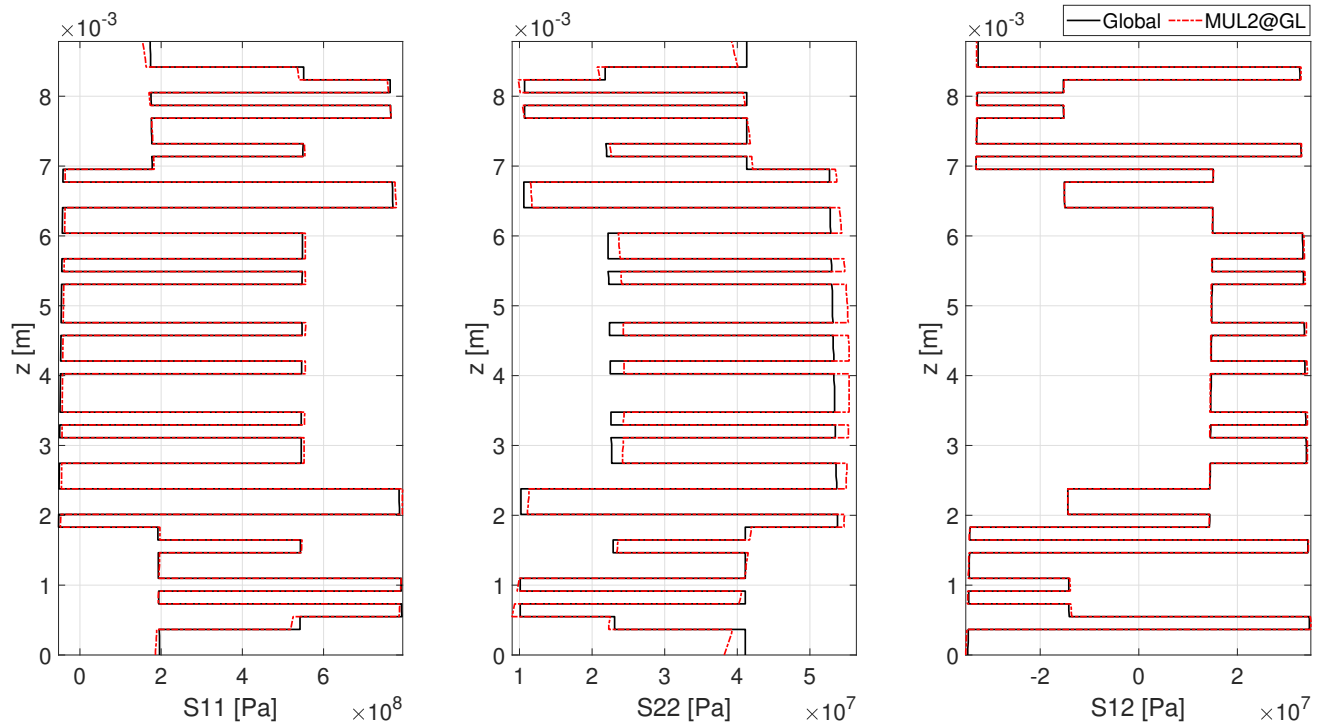 Global MUL2@GL
×10⁻³ ×10⁻³ ×10⁻³
8 8 8
7 7 7
6 6 6
5 5 5
4 4 4
3 3 3
2 2 2
1 1 1
0 0 0
z [m] z [m] z [m]
0 2 4 6 1 2 3 4 5 -2 0 2
S11 [Pa] ×10⁸ S22 [Pa] ×10⁷ S12 [Pa] ×10⁷